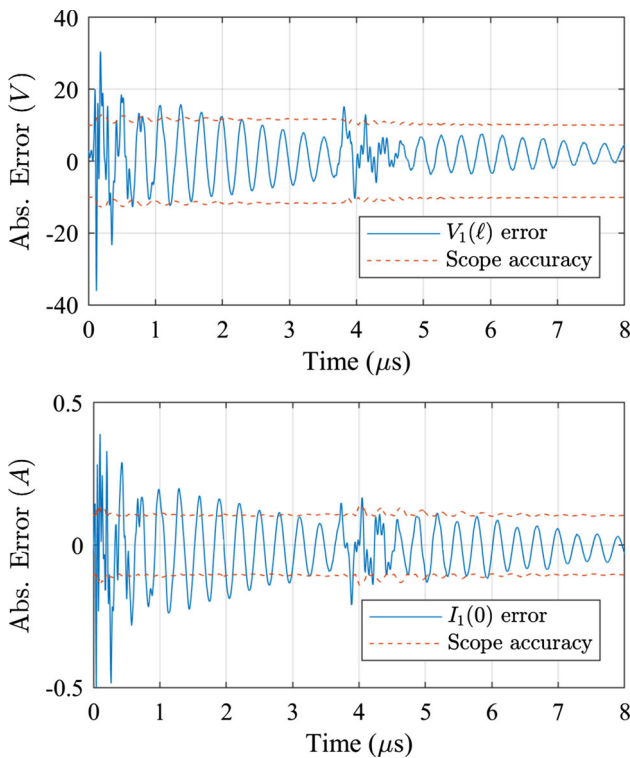 Abs. Error (V)
40
20
0
-20
-40
V₁(ℓ) error
Scope accuracy
0 1 2 3 4 5 6 7 8
Time (μs)
Abs. Error (A)
0.5
0
-0.5
I₁(0) error
Scope accuracy
0 1 2 3 4 5 6 7 8
Time (μs)